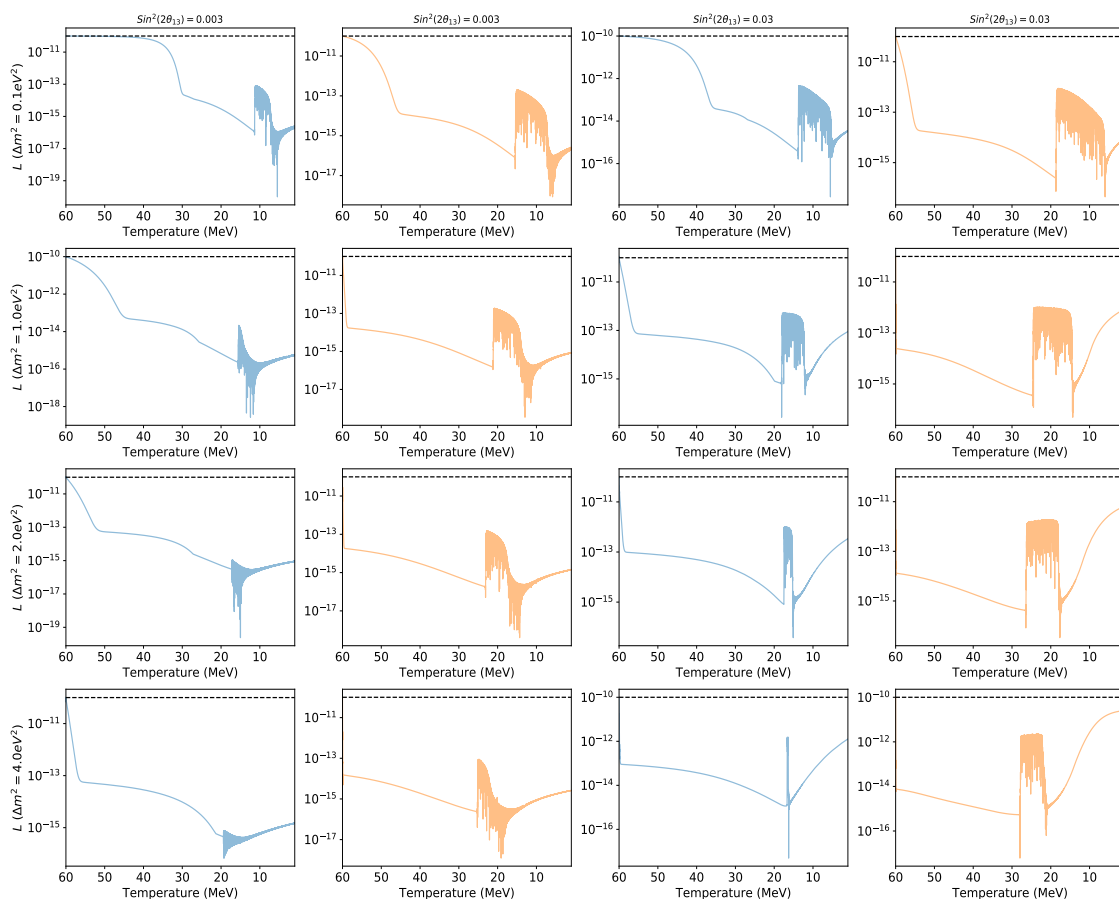 Sin²(2θ₁₃) = 0.003
Sin²(2θ₁₃) = 0.003
Sin²(2θ₁₃) = 0.03
Sin²(2θ₁₃) = 0.03
L (Δm² = 0.1eV²)
10⁻¹¹
10⁻¹³
10⁻¹⁵
10⁻¹⁷
10⁻¹⁹
60 50 40 30 20 10
Temperature (MeV)
10⁻¹¹
10⁻¹³
10⁻¹⁵
10⁻¹⁷
60 50 40 30 20 10
Temperature (MeV)
10⁻¹⁰
10⁻¹²
10⁻¹⁴
10⁻¹⁶
60 50 40 30 20 10
Temperature (MeV)
10⁻¹¹
10⁻¹³
10⁻¹⁵
60 50 40 30 20 10
Temperature (MeV)
L (Δm² = 1.0eV²)
10⁻¹⁰
10⁻¹²
10⁻¹⁴
10⁻¹⁶
10⁻¹⁸
60 50 40 30 20 10
Temperature (MeV)
10⁻¹¹
10⁻¹³
10⁻¹⁵
10⁻¹⁷
60 50 40 30 20 10
Temperature (MeV)
10⁻¹¹
10⁻¹³
10⁻¹⁵
60 50 40 30 20 10
Temperature (MeV)
10⁻¹¹
10⁻¹³
10⁻¹⁵
60 50 40 30 20 10
Temperature (MeV)
L (Δm² = 2.0eV²)
10⁻¹¹
10⁻¹³
10⁻¹⁵
10⁻¹⁷
10⁻¹⁹
60 50 40 30 20 10
Temperature (MeV)
10⁻¹¹
10⁻¹³
10⁻¹⁵
10⁻¹⁷
60 50 40 30 20 10
Temperature (MeV)
10⁻¹¹
10⁻¹³
10⁻¹⁵
60 50 40 30 20 10
Temperature (MeV)
10⁻¹¹
10⁻¹³
10⁻¹⁵
60 50 40 30 20 10
Temperature (MeV)
L (Δm² = 4.0eV²)
10⁻¹¹
10⁻¹³
10⁻¹⁵
60 50 40 30 20 10
Temperature (MeV)
10⁻¹¹
10⁻¹³
10⁻¹⁵
10⁻¹⁷
60 50 40 30 20 10
Temperature (MeV)
10⁻¹⁰
10⁻¹²
10⁻¹⁴
10⁻¹⁶
60 50 40 30 20 10
Temperature (MeV)
10⁻¹⁰
10⁻¹²
10⁻¹⁴
10⁻¹⁶
60 50 40 30 20 10
Temperature (MeV)